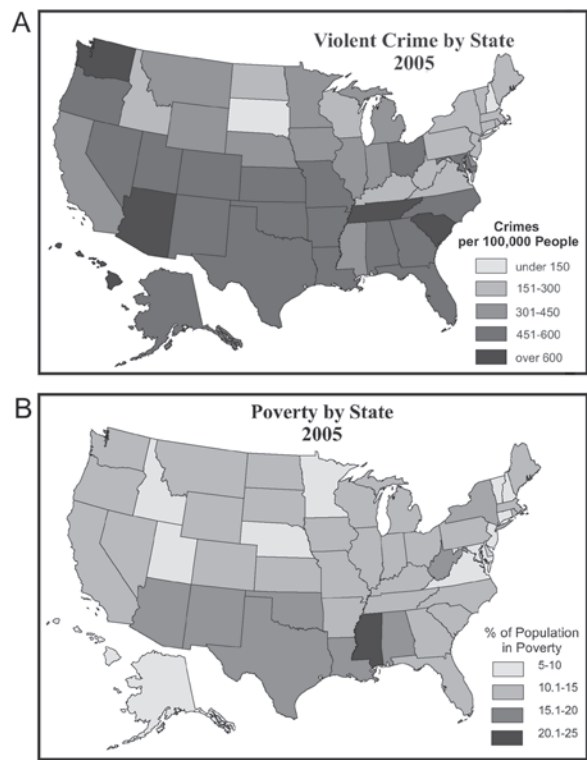 A
Violent Crime by State
2005
Crimes
per 100,000 People
under 150
151-300
301-450
451-600
over 600
B
Poverty by State
2005
% of Population
in Poverty
5-10
10.1-15
15.1-20
20.1-25